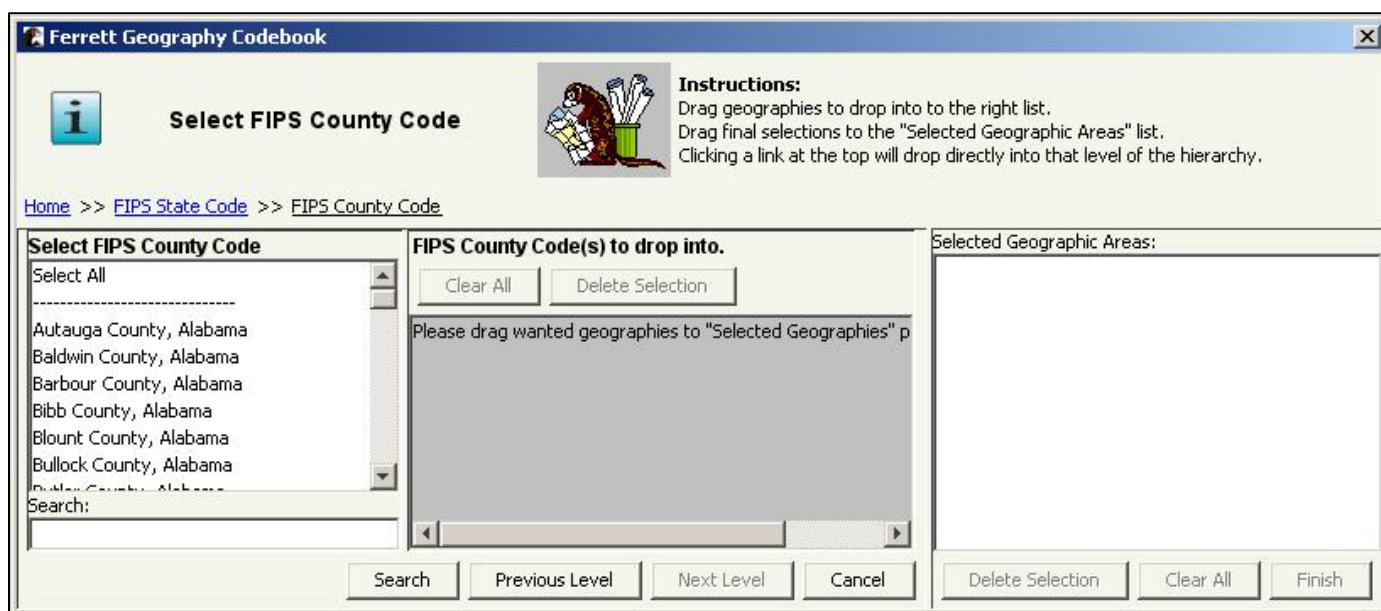 Ferrett Geography Codebook
Select FIPS County Code
Instructions:
Drag geographies to drop into to the right list.
Drag final selections to the "Selected Geographic Areas" list.
Clicking a link at the top will drop directly into that level of the hierarchy.
Home >> FIPS State Code >> FIPS County Code
Select FIPS County Code
Select All
------------------------------
Autauga County, Alabama
Baldwin County, Alabama
Barbour County, Alabama
Bibb County, Alabama
Blount County, Alabama
Bullock County, Alabama
Search:
FIPS County Code(s) to drop into.
Clear All Delete Selection
Please drag wanted geographies to "Selected Geographies" p
Selected Geographic Areas:
Search Previous Level Next Level Cancel
Delete Selection Clear All Finish